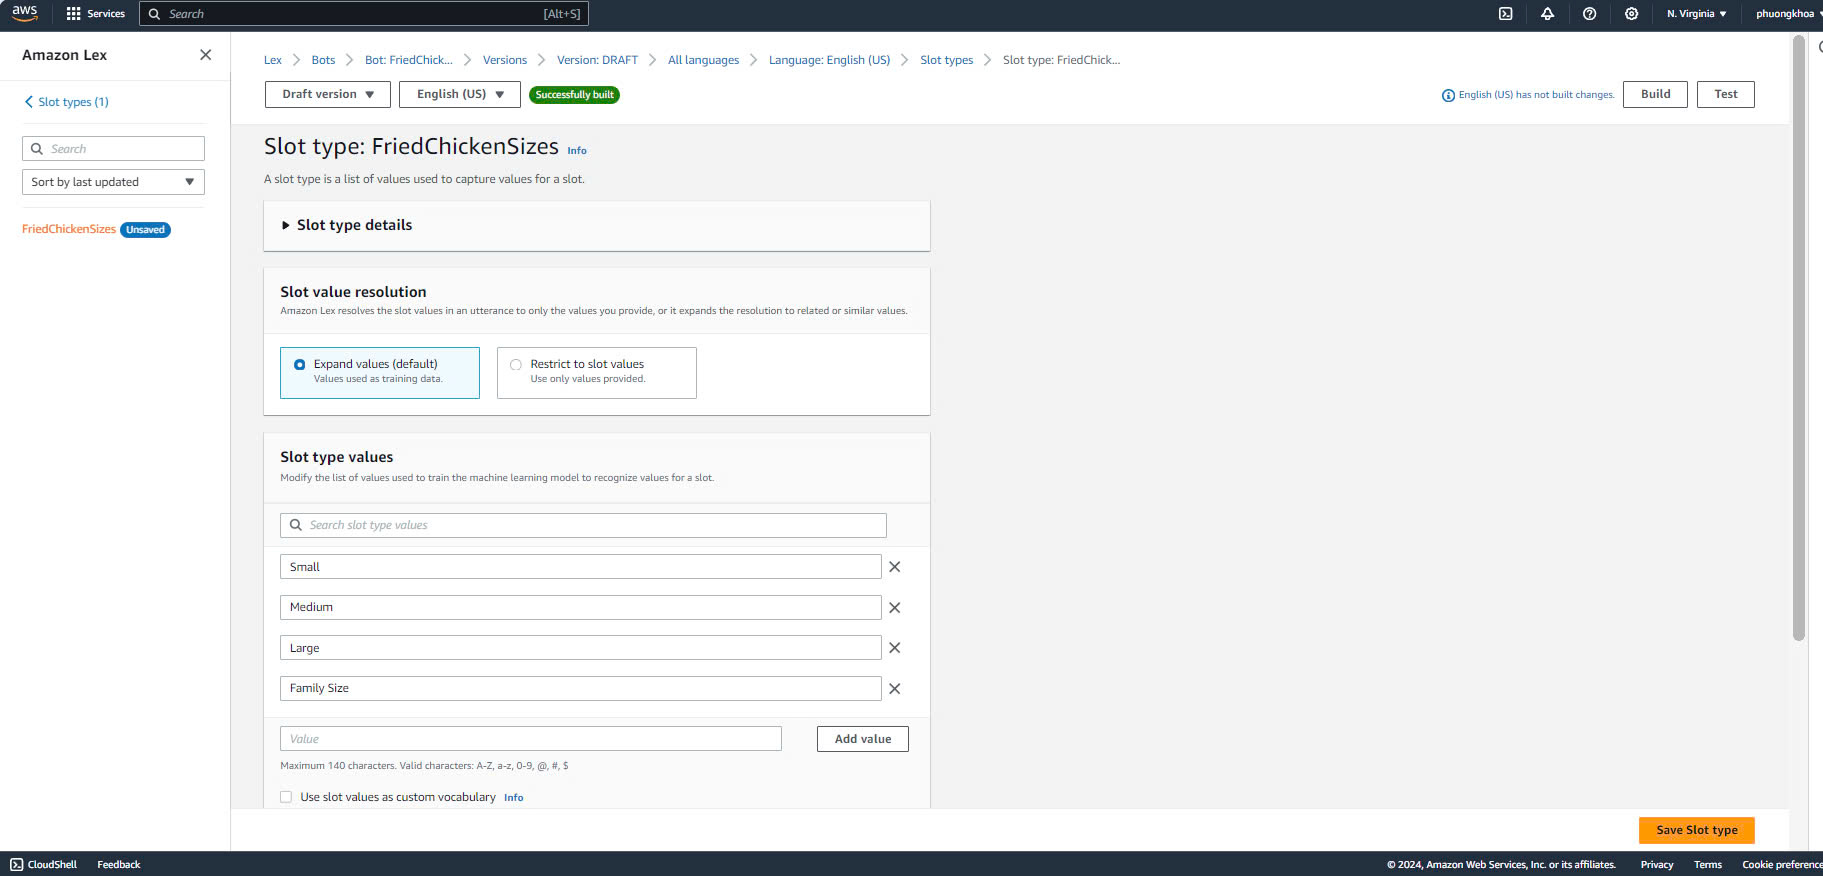 aws Services Search [Alt+S] N. Virginia phuongkhoa
Amazon Lex
Slot types (1)
Search
Sort by last updated
FriedChickenSizes Unsaved
Lex Bots Bot: FriedChick... Versions Version: DRAFT All languages Language: English (US) Slot types Slot type: FriedChick...
Draft version English (US) Successfully built English (US) has not built changes. Build Test
Slot type: FriedChickenSizes Info
A slot type is a list of values used to capture values for a slot.
Slot type details
Slot value resolution
Amazon Lex resolves the slot values in an utterance to only the values you provide, or it expands the resolution to related or similar values.
Expand values (default)
Values used as training data.
Restrict to slot values
Use only values provided.
Slot type values
Modify the list of values used to train the machine learning model to recognize values for a slot.
Search slot type values
Small
Medium
Large
Family Size
Value Add value
Maximum 140 characters. Valid characters: A-Z, a-z, 0-9, @, #, $
Use slot values as custom vocabulary Info
Save Slot type
CloudShell Feedback © 2024, Amazon Web Services, Inc. or its affiliates. Privacy Terms Cookie preference